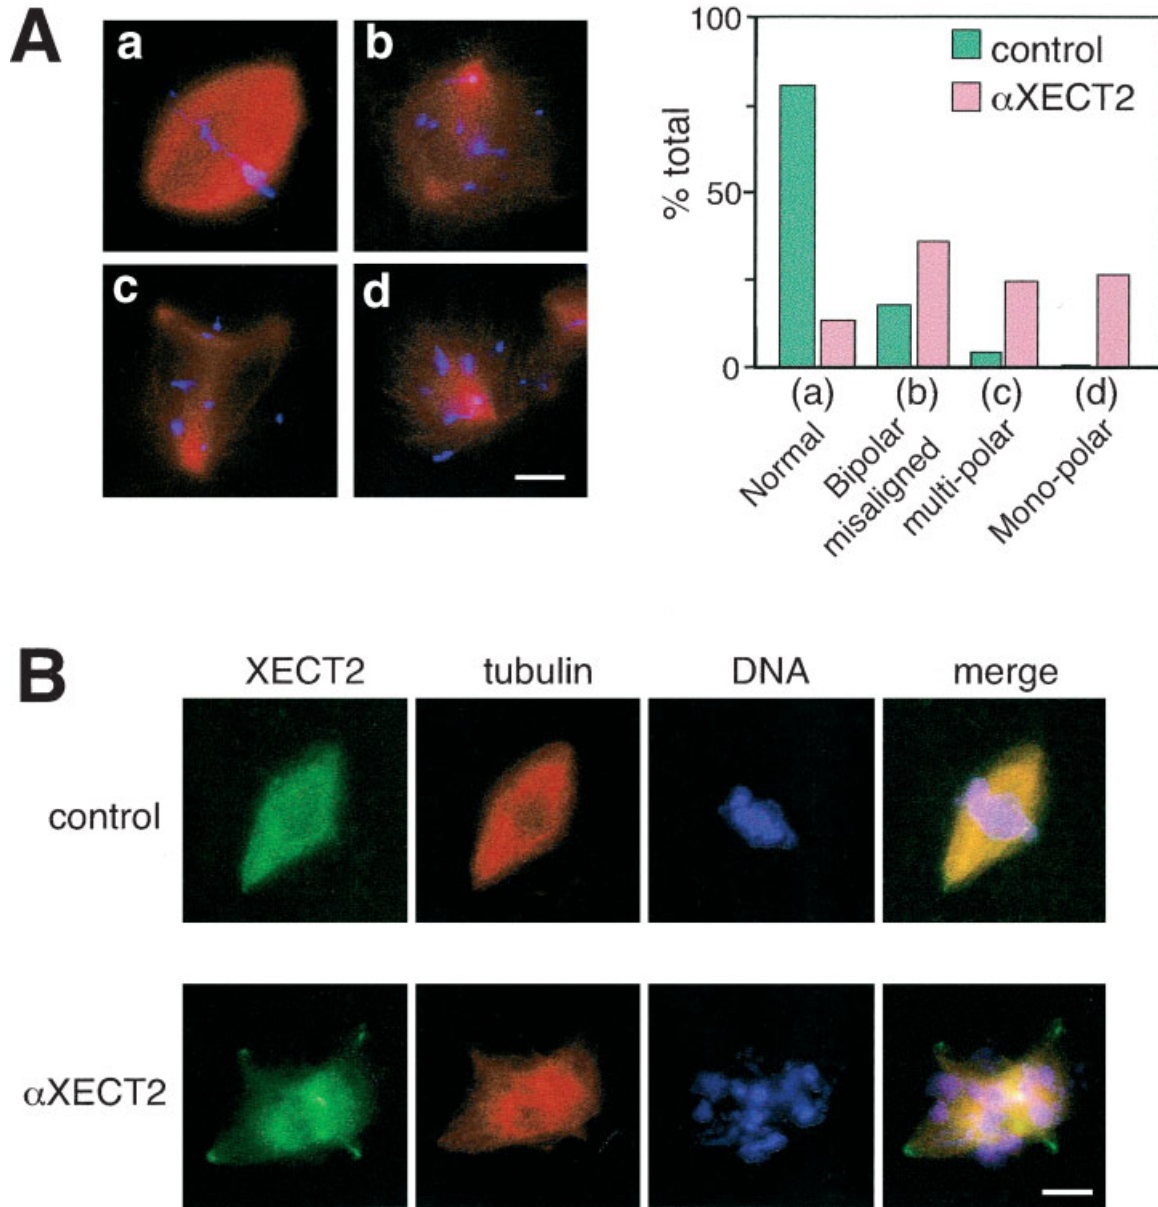 A
a
b
c
d
100
50
0
% total
control
αXECT2
(a)
(b)
(c)
(d)
Normal
Bipolar
misaligned
multi-polar
Mono-polar
B
XECT2
tubulin
DNA
merge
control
αXECT2